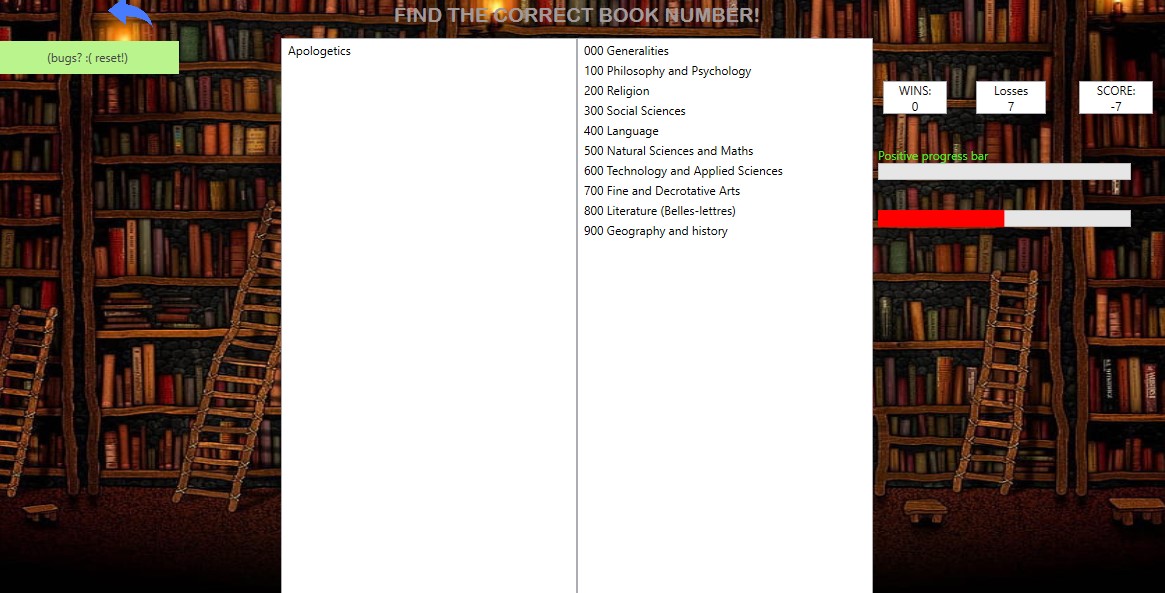 FIND THE CORRECT BOOK NUMBER!
(bugs? :( reset!)
Apologetics
000 Generalities
100 Philosophy and Psychology
200 Religion
300 Social Sciences
400 Language
500 Natural Sciences and Maths
600 Technology and Applied Sciences
700 Fine and Decrotative Arts
800 Literature (Belles-lettres)
900 Geography and history
WINS:
0
Losses
7
SCORE:
-7
Positive progress bar